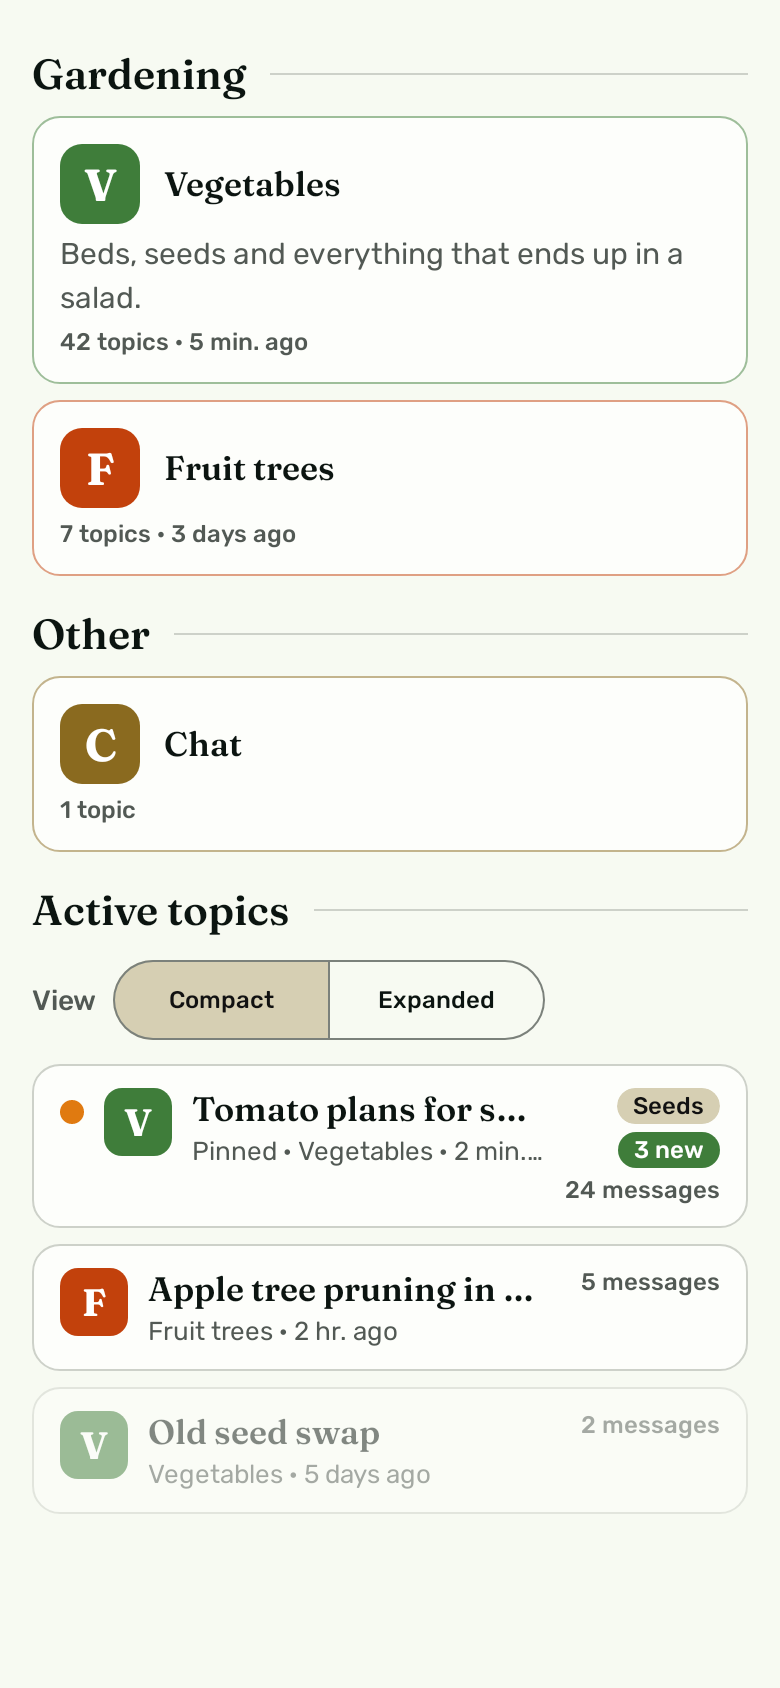 Gardening
V
Vegetables
Beds, seeds and everything that ends up in a
salad.
42 topics • 5 min. ago
F
Fruit trees
7 topics • 3 days ago
Other
C
Chat
1 topic
Active topics
View
Compact
Expanded
V
Tomato plans for s...
Pinned • Vegetables • 2 min....
Seeds
3 new
24 messages
F
Apple tree pruning in ...
Fruit trees • 2 hr. ago
5 messages
V
Old seed swap
Vegetables • 5 days ago
2 messages